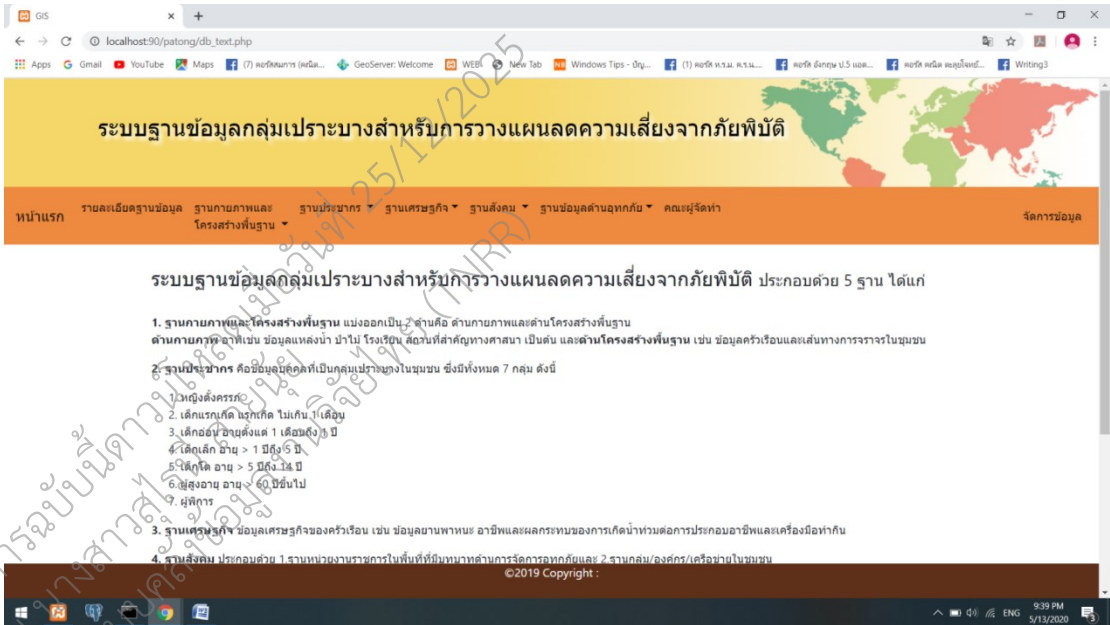 GIS
localhost:90/patong/db_text.php
Apps Gmail YouTube Maps GeoServer: Welcome New Tab Windows Tips - Writing3
ระบบฐานข้อมูลกลุ่มเปราะบางสำหรับการวางแผนลดความเสี่ยงจากภัยพิบัติ
หน้าแรก รายละเอียดฐานข้อมูล ฐานกายภาพและโครงสร้างพื้นฐาน ฐานประชากร ฐานเศรษฐกิจ ฐานสังคม ฐานข้อมูลด้านอุทกภัย คณะผู้จัดทำ จัดการข้อมูล
ระบบฐานข้อมูลกลุ่มเปราะบางสำหรับการวางแผนลดความเสี่ยงจากภัยพิบัติ ประกอบด้วย 5 ฐาน ได้แก่
1. ฐานกายภาพและโครงสร้างพื้นฐาน แบ่งออกเป็น 2 ด้านคือ ด้านกายภาพและด้านโครงสร้างพื้นฐาน
ด้านกายภาพ อาทิเช่น ข้อมูลแหล่งน้ำ ป่าไม้ โรงเรียน สถานที่สำคัญทางศาสนา เป็นต้น และด้านโครงสร้างพื้นฐาน เช่น ข้อมูลครัวเรือนและเส้นทางการจราจรในชุมชน
2. ฐานประชากร คือข้อมูลบุคคลที่เป็นกลุ่มเปราะบางในชุมชน ซึ่งมีทั้งหมด 7 กลุ่ม ดังนี้
1. หญิงตั้งครรภ์
2. เด็กแรกเกิด แรกเกิด ไม่เกิน 1 เดือน
3. เด็กอ่อน อายุตั้งแต่ 1 เดือนถึง 1 ปี
4. เด็กเล็ก อายุ > 1 ปีถึง 5 ปี
5. เด็กโต อายุ > 5 ปีถึง 14 ปี
6. ผู้สูงอายุ อายุ > 60 ปีขึ้นไป
7. ผู้พิการ
3. ฐานเศรษฐกิจ ข้อมูลเศรษฐกิจของครัวเรือน เช่น ข้อมูลยานพาหนะ อาชีพและผลกระทบของการเกิดน้ำท่วมต่อการประกอบอาชีพและเครื่องมือทำกิน
4. ฐานสังคม ประกอบด้วย 1.ฐานหน่วยงานราชการในพื้นที่ที่มีบทบาทด้านการจัดการอุทกภัยและ 2.ฐานกลุ่ม/องค์กร/เครือข่ายในชุมชน
©2019 Copyright :
ENG 9:39 PM
5/13/2020
25/12/2025
(TNRR)